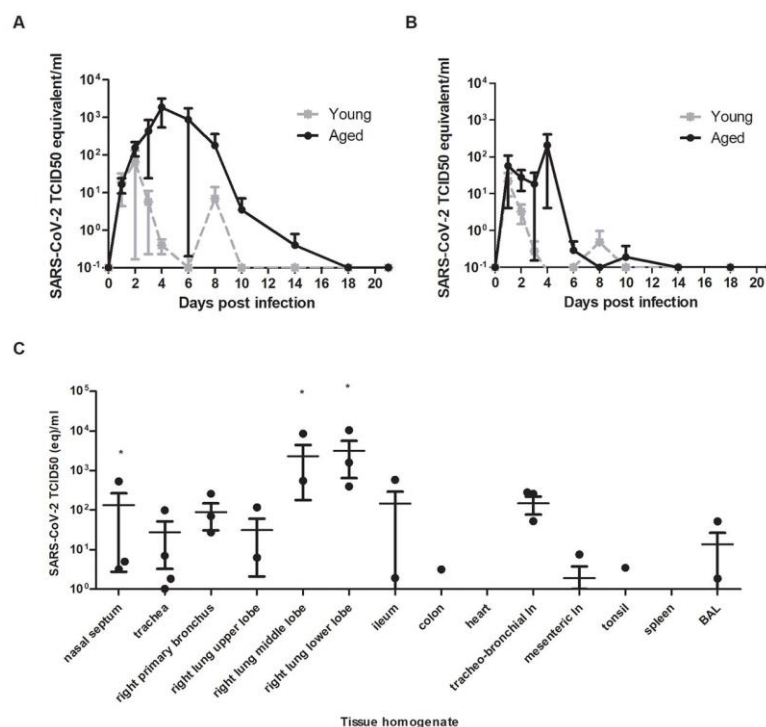 A
SARS-CoV-2 TCID50 equivalent/ml
10^4
10^3
10^2
10^1
10^0
10^-1
0 2 4 6 8 10 12 14 16 18 20
Days post infection
Young
Aged
B
SARS-CoV-2 TCID50 equivalent/ml
10^4
10^3
10^2
10^1
10^0
10^-1
0 2 4 6 8 10 12 14 16 18 20
Days post infection
Young
Aged
C
SARS-CoV-2 TCID50 (eq)/ml
10^5
10^4
10^3
10^2
10^1
10^0
* * *
nasal septum
trachea
right primary bronchus
right lung upper lobe
right lung middle lobe
right lung lower lobe
ileum
colon
heart
tracheo-bronchial ln
mesenteric ln
tonsil
spleen
BAL
Tissue homogenate